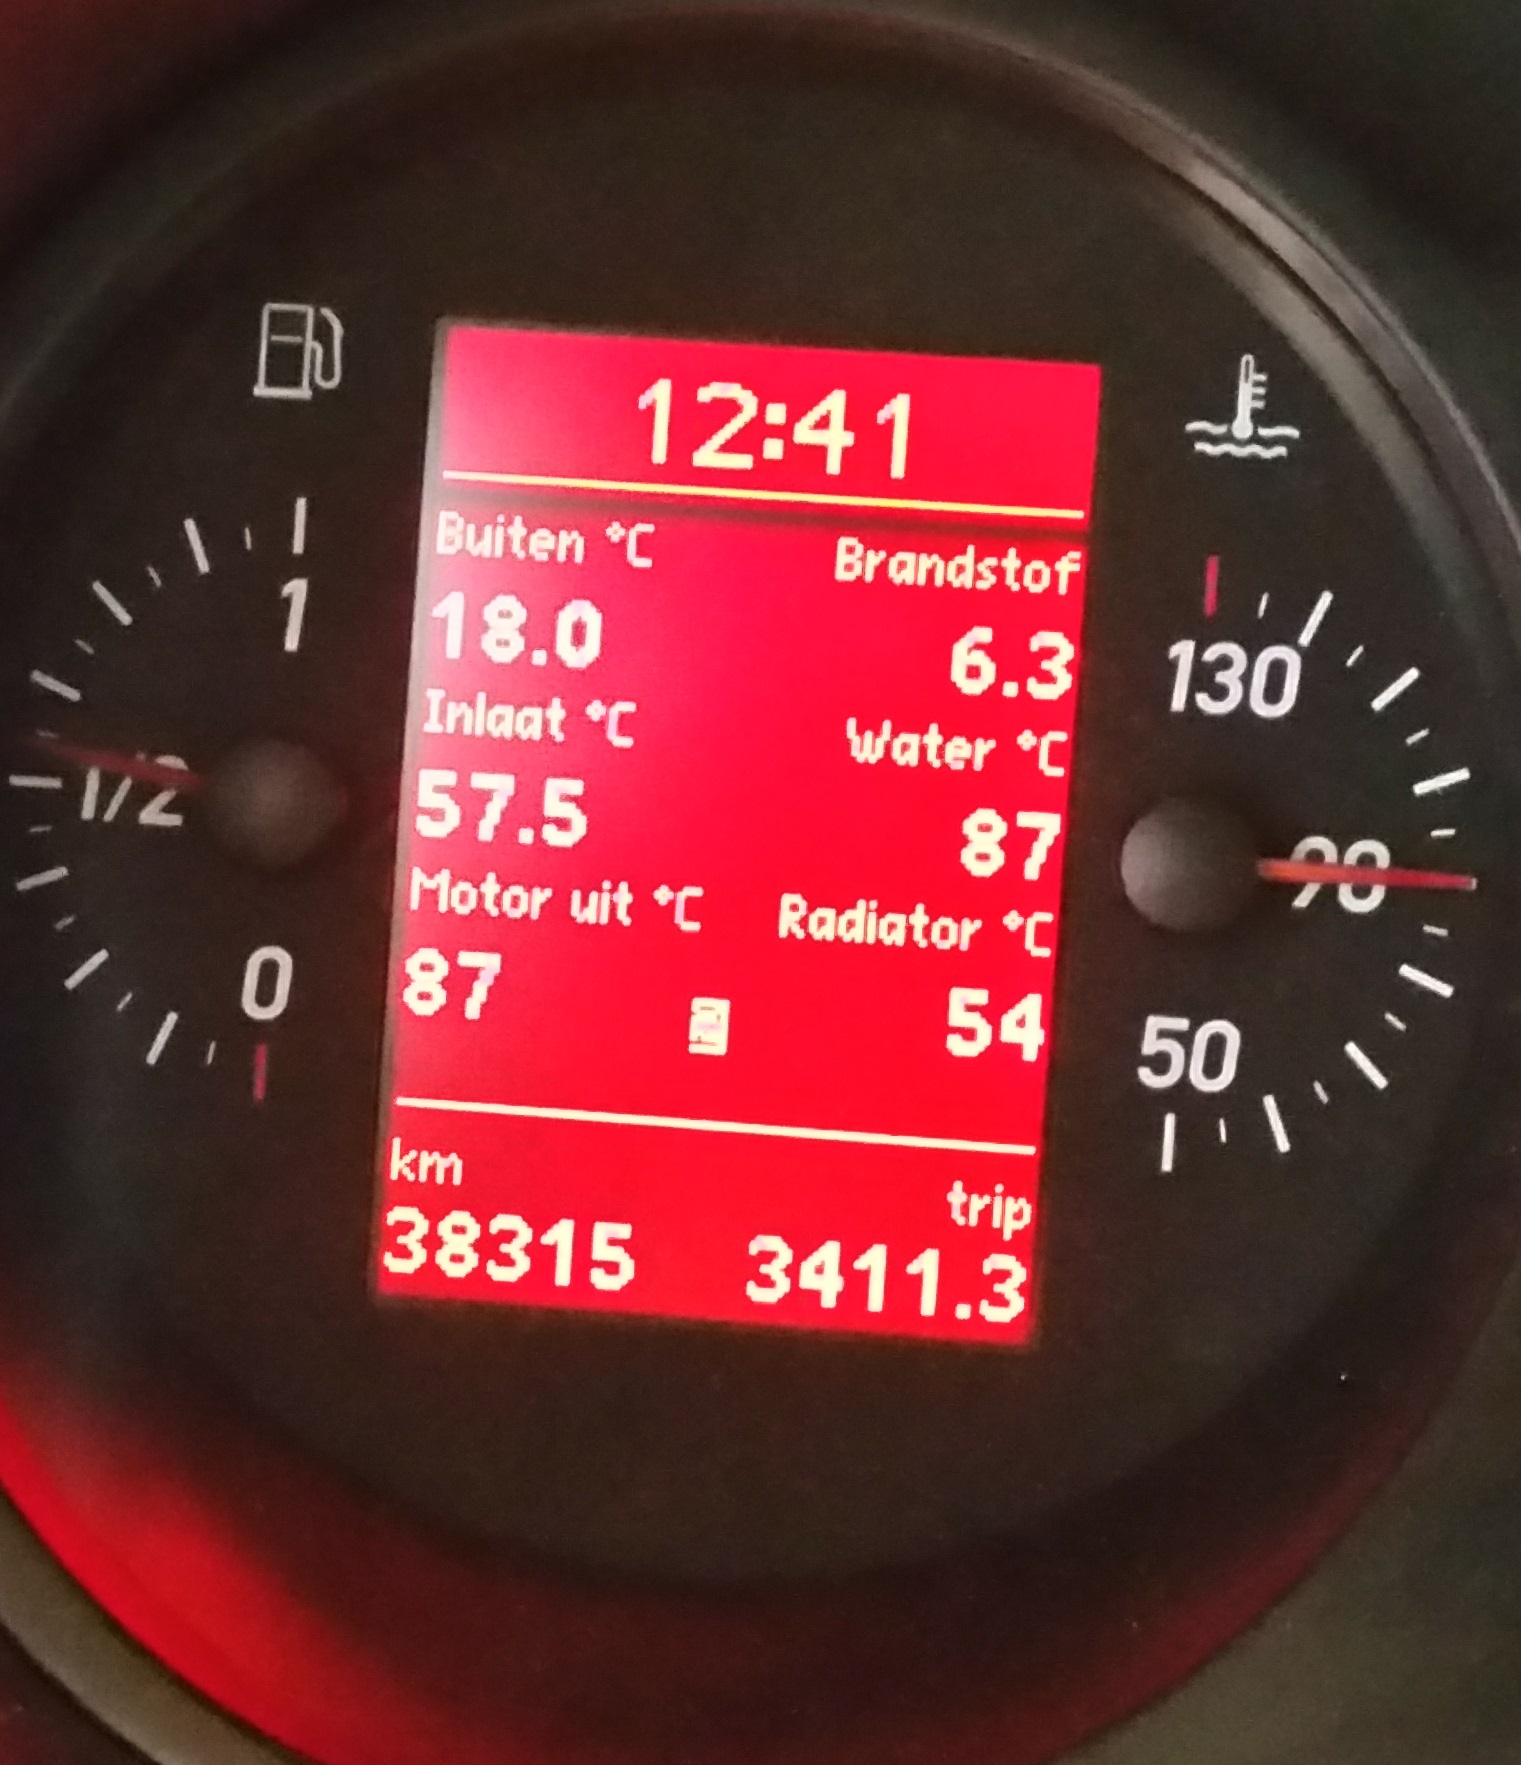 12:41
Buiten °C Brandstof
18.0 6.3
Inlaat °C Water °C
57.5 87
Motor uit °C Radiator °C
87 54
km trip
38315 3411.3
1
1/2
0
130
90
50